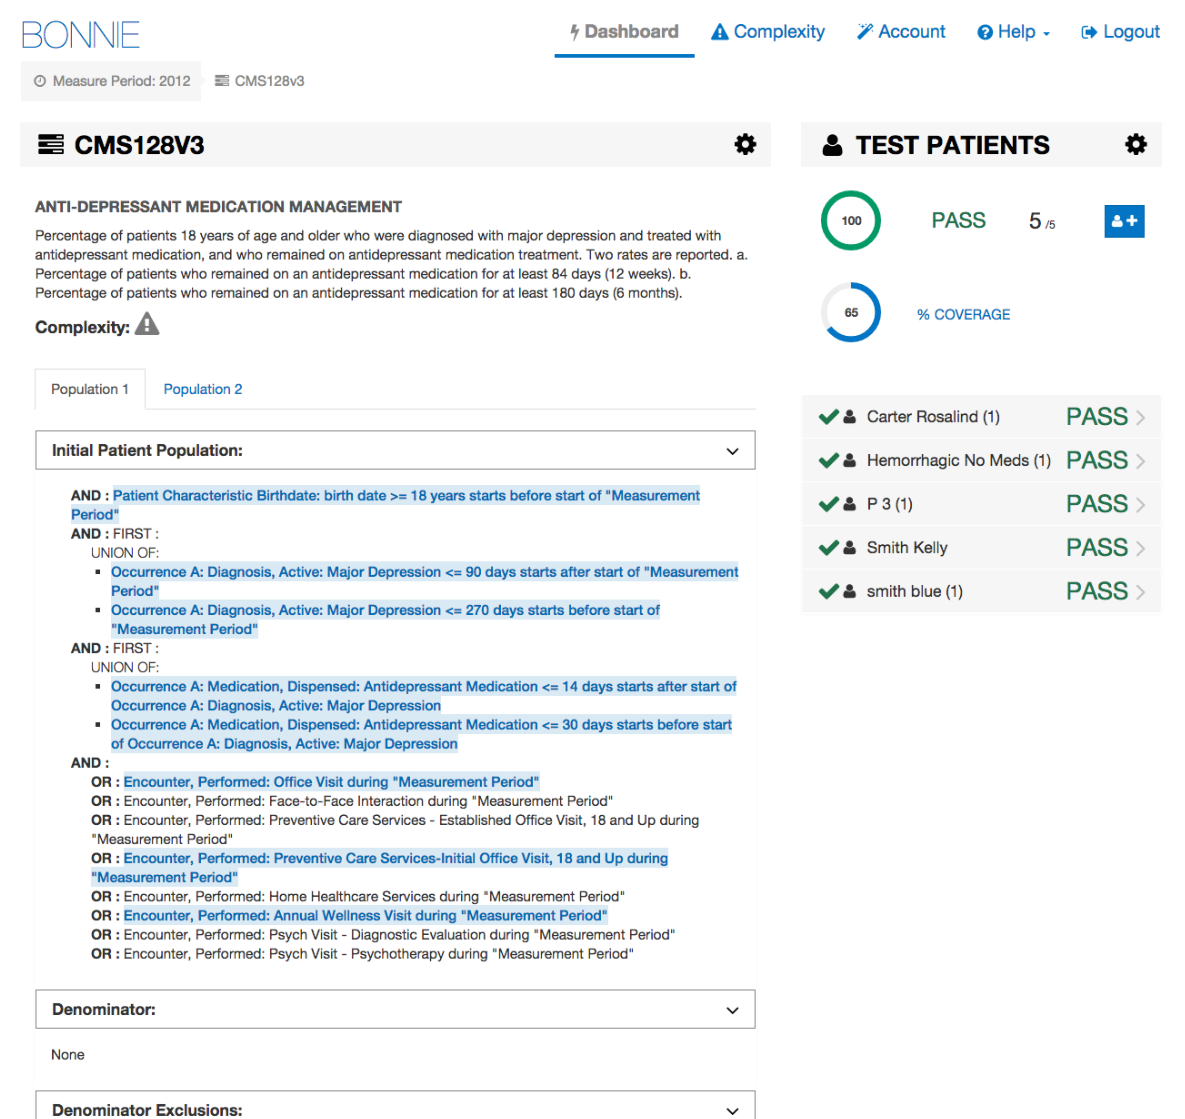 BONNIE
Dashboard
Complexity
Account
Help
Logout
Measure Period: 2012
CMS128v3
CMS128V3
ANTI-DEPRESSANT MEDICATION MANAGEMENT
Percentage of patients 18 years of age and older who were diagnosed with major depression and treated with
antidepressant medication, and who remained on antidepressant medication treatment. Two rates are reported. a.
Percentage of patients who remained on an antidepressant medication for at least 84 days (12 weeks). b.
Percentage of patients who remained on an antidepressant medication for at least 180 days (6 months).
Complexity:
Population 1
Population 2
Initial Patient Population:
AND : Patient Characteristic Birthdate: birth date >= 18 years starts before start of "Measurement
Period"
AND : FIRST :
UNION OF:
▪ Occurrence A: Diagnosis, Active: Major Depression <= 90 days starts after start of "Measurement
Period"
▪ Occurrence A: Diagnosis, Active: Major Depression <= 270 days starts before start of
"Measurement Period"
AND : FIRST :
UNION OF:
▪ Occurrence A: Medication, Dispensed: Antidepressant Medication <= 14 days starts after start of
Occurrence A: Diagnosis, Active: Major Depression
▪ Occurrence A: Medication, Dispensed: Antidepressant Medication <= 30 days starts before start
of Occurrence A: Diagnosis, Active: Major Depression
AND :
OR : Encounter, Performed: Office Visit during "Measurement Period"
OR : Encounter, Performed: Face-to-Face Interaction during "Measurement Period"
OR : Encounter, Performed: Preventive Care Services - Established Office Visit, 18 and Up during
"Measurement Period"
OR : Encounter, Performed: Preventive Care Services-Initial Office Visit, 18 and Up during
"Measurement Period"
OR : Encounter, Performed: Home Healthcare Services during "Measurement Period"
OR : Encounter, Performed: Annual Wellness Visit during "Measurement Period"
OR : Encounter, Performed: Psych Visit - Diagnostic Evaluation during "Measurement Period"
OR : Encounter, Performed: Psych Visit - Psychotherapy during "Measurement Period"
Denominator:
None
Denominator Exclusions:
TEST PATIENTS
100
PASS
5 /5
65
% COVERAGE
Carter Rosalind (1) PASS
Hemorrhagic No Meds (1) PASS
P 3 (1) PASS
Smith Kelly PASS
smith blue (1) PASS